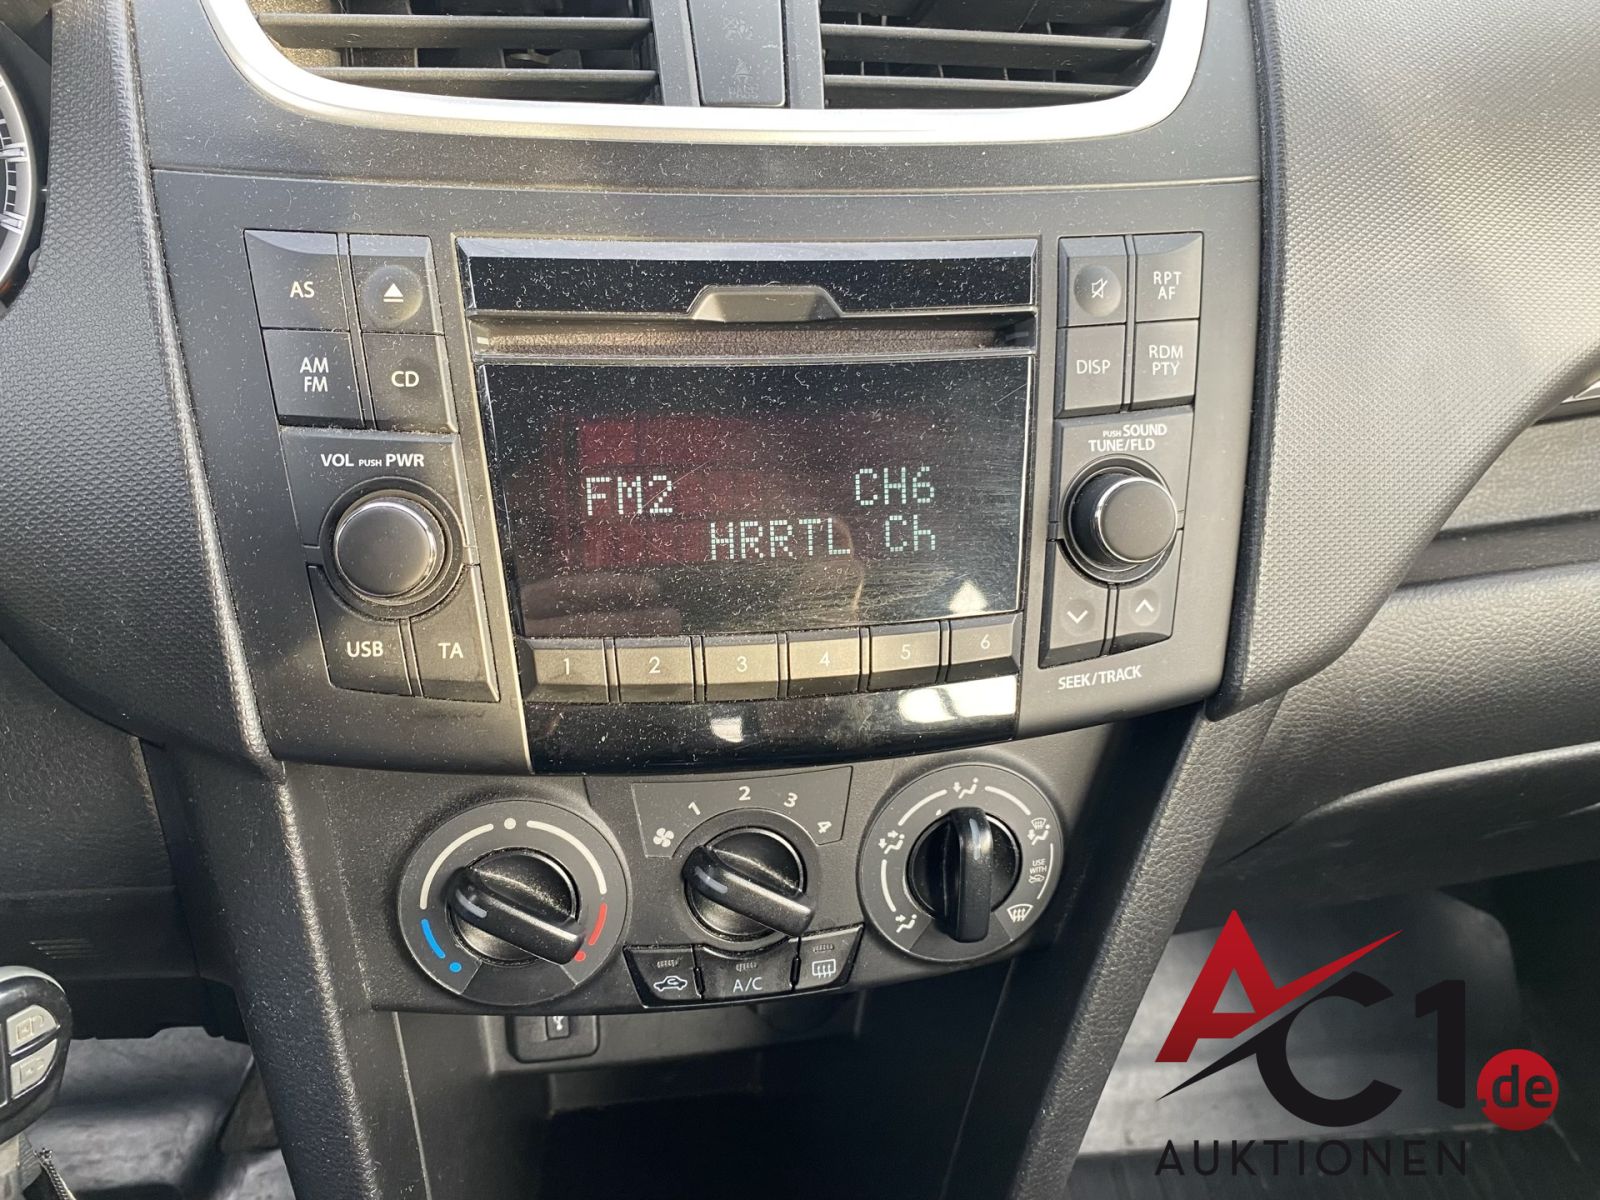 PASS
AS
RPT
AF
AM
FM
CD
DISP
RDM
PTY
VOL PUSH PWR
PUSH SOUND
TUNE/FLD
FM2 CH6
HRRTL Ch
USB
TA
1 2 3 4 5 6
SEEK/TRACK
1 2 3 4
USE
WITH
A/C
AC1.de
AUKTIONEN